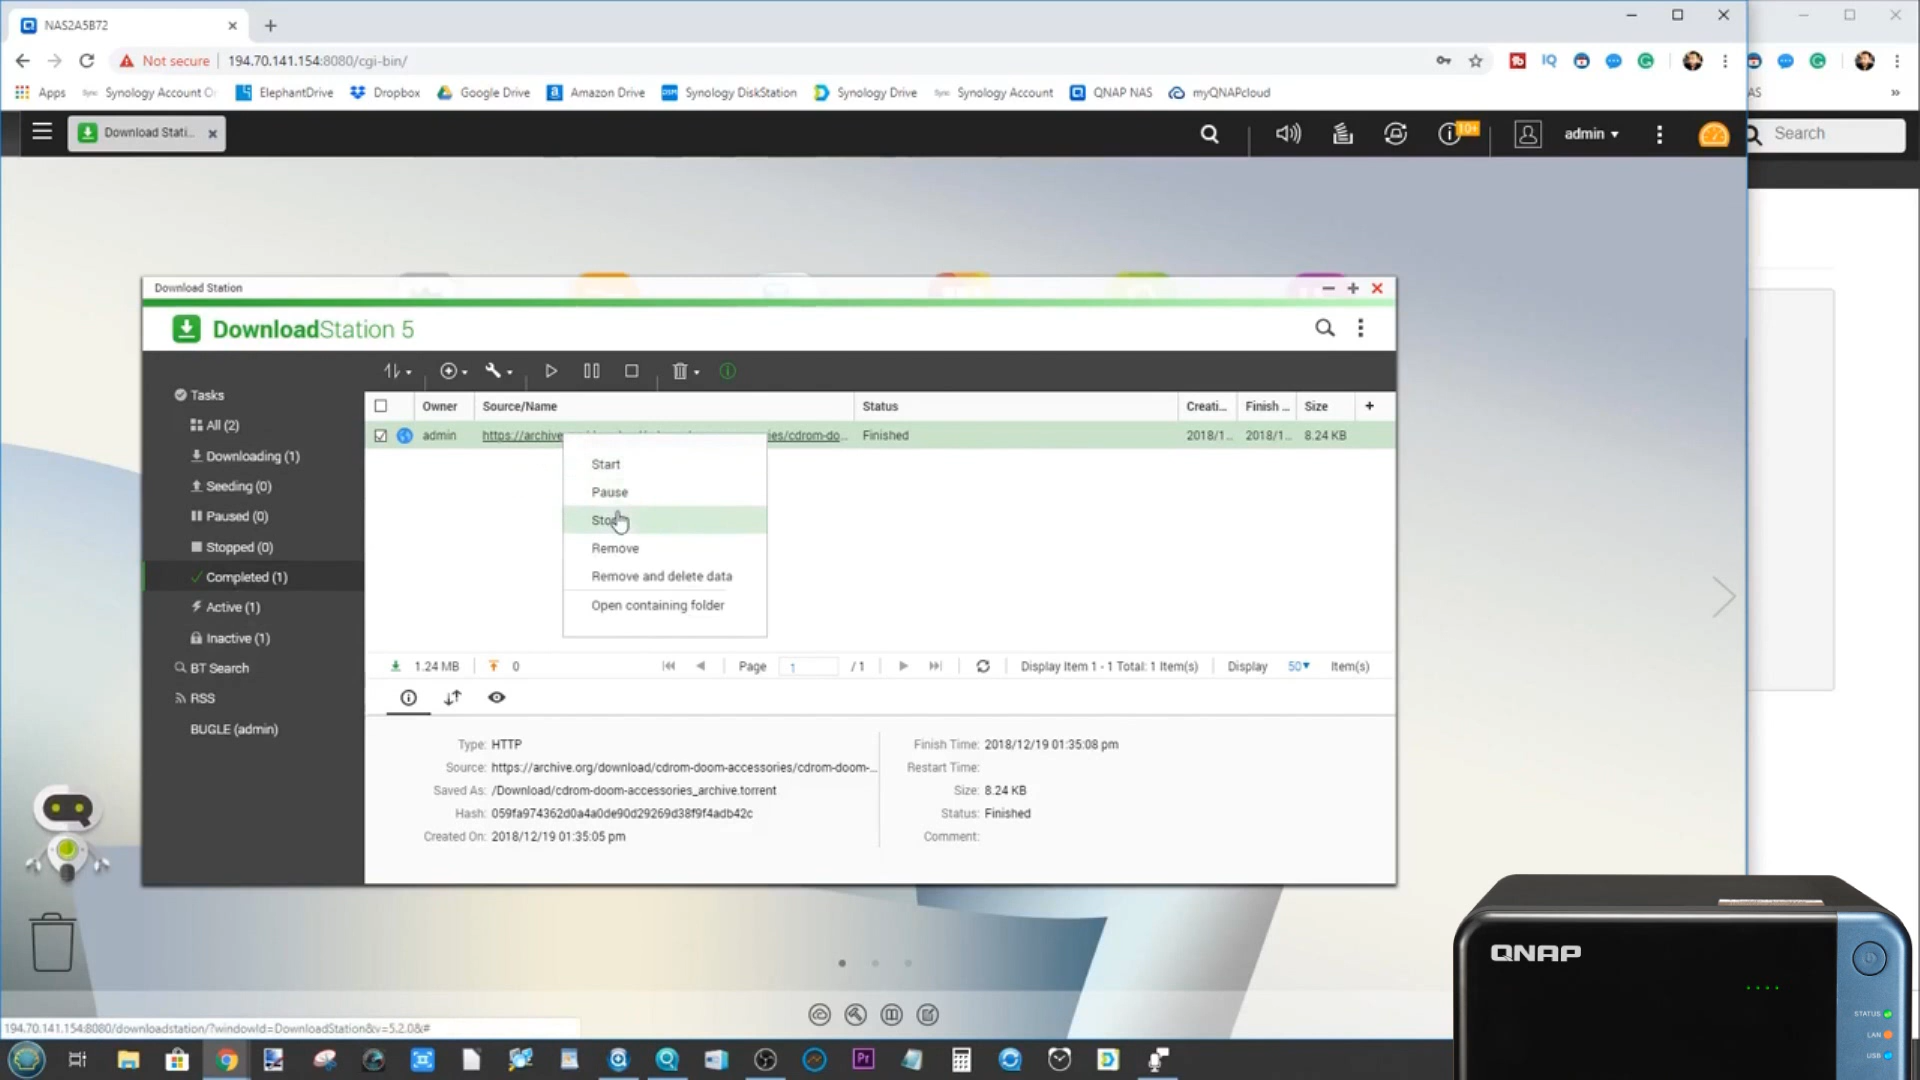 NAS2A5B72
Not secure
194.70.141.154:8080/cgi-bin/
Apps
Synology Account
ElephantDrive
Dropbox
Google Drive
Amazon Drive
Synology DiskStation
Synology Drive
Synology Account
QNAP NAS
myQNAPcloud
AS
»
Download Stati...
10+
admin
Search
Download Station
DownloadStation 5
Tasks
All (2)
Downloading (1)
Seeding (0)
Paused (0)
Stopped (0)
Completed (1)
Active (1)
Inactive (1)
BT Search
RSS
BUGLE (admin)
Owner
Source/Name
Status
Creati...
Finish ...
Size
+
admin
https://archive
ies/cdrom-do...
Finished
2018/1...
2018/1...
8.24 KB
Start
Pause
Remove
Remove and delete data
Open containing folder
1.24 MB
0
Page 1 / 1
Display Item 1 - 1 Total: 1 Item(s)
Display 50 Item(s)
Type: HTTP
Source: https://archive.org/download/cdrom-doom-accessories/cdrom-doom-...
Saved As: /Download/cdrom-doom-accessories_archive.torrent
Hash: 059fa974362d0a4a0de90d29269d38f9f4adb42c
Created On: 2018/12/19 01:35:05 pm
Finish Time: 2018/12/19 01:35:08 pm
Restart Time:
Size: 8.24 KB
Status: Finished
Comment:
194.70.141.154:8080/downloadstation/?windowId=DownloadStation&v=5.2.0&#
Pr
QNAP
STATUS
LAN
USB